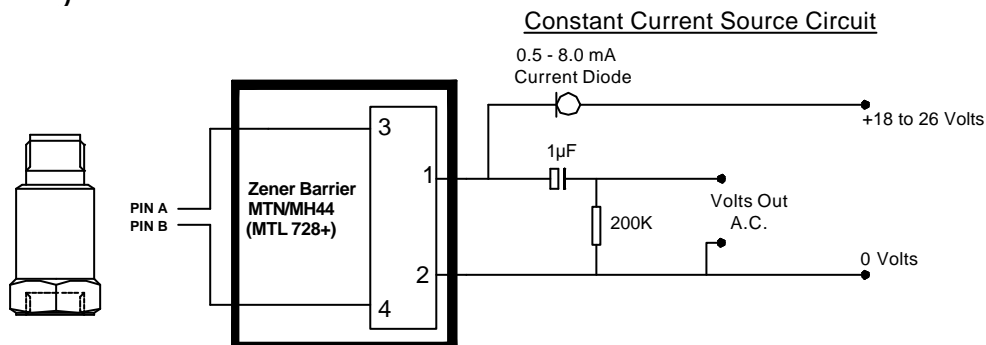 Constant Current Source Circuit
0.5 - 8.0 mA
Current Diode
+18 to 26 Volts
3
1µF
1
Zener Barrier
MTN/MH44
(MTL 728+)
PIN A
PIN B
Volts Out
A.C.
200K
2
0 Volts
4